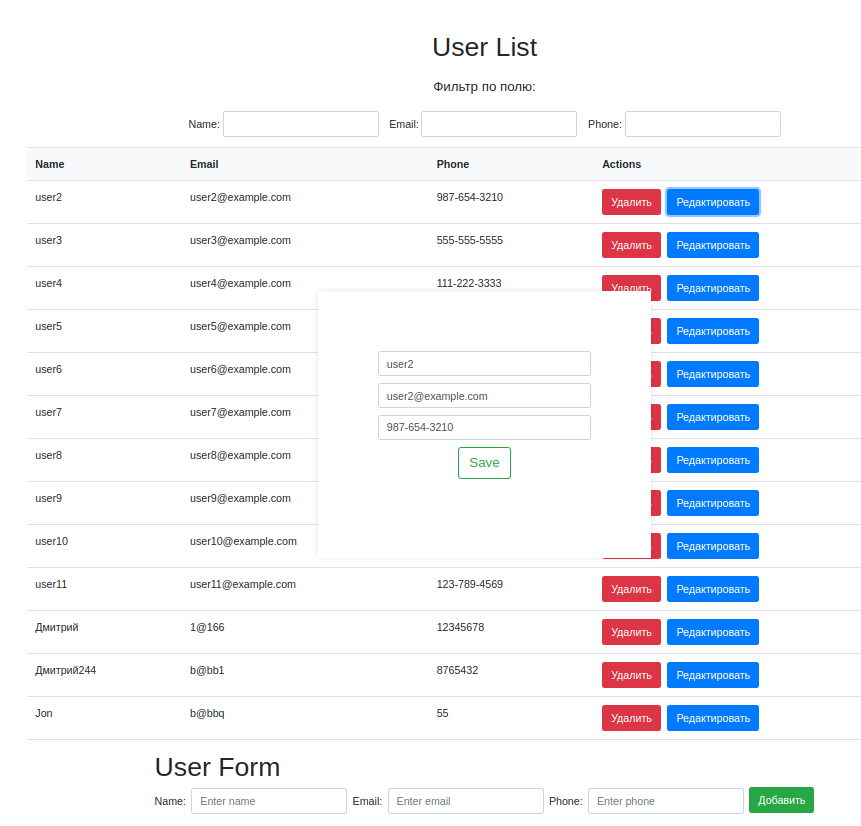 User List
Фильтр по полю:
Name: Email: Phone:
Name Email Phone Actions
user2 user2@example.com 987-654-3210 Удалить Редактировать
user3 user3@example.com 555-555-5555 Удалить Редактировать
user4 user4@example.com 111-222-3333 Удалить Редактировать
user5 user5@example.com Редактировать
user6 user6@example.com Редактировать
user2
user7 user7@example.com Редактировать
user2@example.com
987-654-3210
user8 user8@example.com Редактировать
Save
user9 user9@example.com Редактировать
user10 user10@example.com Редактировать
user11 user11@example.com 123-789-4569 Удалить Редактировать
Дмитрий 1@166 12345678 Удалить Редактировать
Дмитрий244 b@bb1 8765432 Удалить Редактировать
Jon b@bbq 55 Удалить Редактировать
User Form
Name: Enter name Email: Enter email Phone: Enter phone Добавить